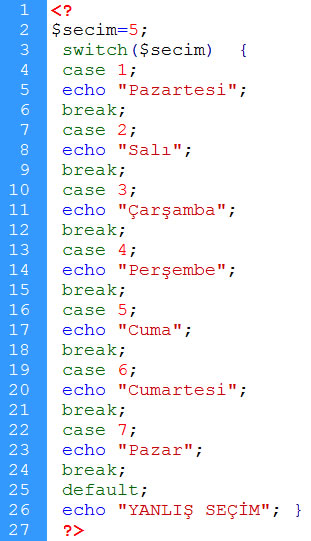 1 <?
2 $secim=5;
3 switch($secim) {
4 case 1;
5 echo "Pazartesi";
6 break;
7 case 2;
8 echo "Salı";
9 break;
10 case 3;
11 echo "Çarşamba";
12 break;
13 case 4;
14 echo "Perşembe";
15 break;
16 case 5;
17 echo "Cuma";
18 break;
19 case 6;
20 echo "Cumartesi";
21 break;
22 case 7;
23 echo "Pazar";
24 break;
25 default;
26 echo "YANLIŞ SEÇİM"; }
27 ?>